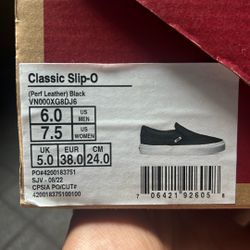 Classic Slip-O
(Perf Leather) Black
VN000XG8DJ6
6.0 US MEN
7.5 US WOMEN
UK EUR CM
5.0 38.0 24.0
PO#4200183751
SJV - 06/22
CPSIA PO/CUT#
420018375100100
7 06421 92605 8